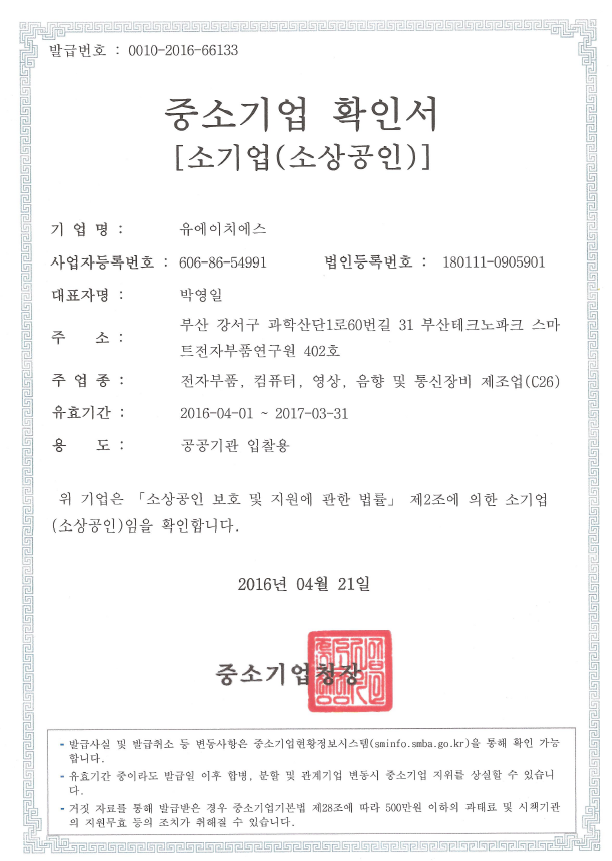 발급번호 : 0010-2016-66133
중소기업 확인서
[소기업(소상공인)]
기 업 명 : 유에이치에스
사업자등록번호 : 606-86-54991 법인등록번호 : 180111-0905901
대표자명 : 박영일
주 소 : 부산 강서구 과학산단1로60번길 31 부산테크노파크 스마
트전자부품연구원 402호
주 업 종 : 전자부품, 컴퓨터, 영상, 음향 및 통신장비 제조업(C26)
유효기간 : 2016-04-01 ~ 2017-03-31
용 도 : 공공기관 입찰용
위 기업은 「소상공인 보호 및 지원에 관한 법률」 제2조에 의한 소기업
(소상공인)임을 확인합니다.
2016년 04월 21일
중소기업청장
- 발급사실 및 발급취소 등 변동사항은 중소기업현황정보시스템(sminfo.smba.go.kr)을 통해 확인 가능
합니다.
- 유효기간 중이라도 발급일 이후 합병, 분할 및 관계기업 변동시 중소기업 지위를 상실할 수 있습니
다.
- 거짓 자료를 통해 발급받은 경우 중소기업기본법 제28조에 따라 500만원 이하의 과태료 및 시책기관
의 지원무효 등의 조치가 취해질 수 있습니다.